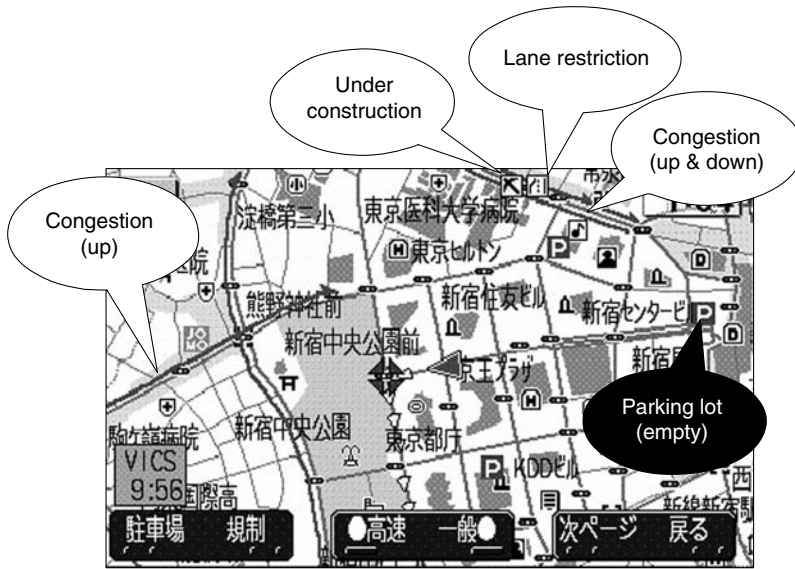 Lane restriction
Under
construction
Congestion
(up & down)
Congestion
(up)
淀橋第三小
東京医科大学病院
東京ヒルトン
熊野神社前
新宿住友ビル
新宿センタービル
新宿中央公園前
京王プラザ
新宿中央公園
東京都庁
KDDビル
Parking lot
(empty)
VICS
9:56
JO
MO
P
P
P
H
H
D
D
小
駐車場 規制
高速 一般
次ページ 戻る